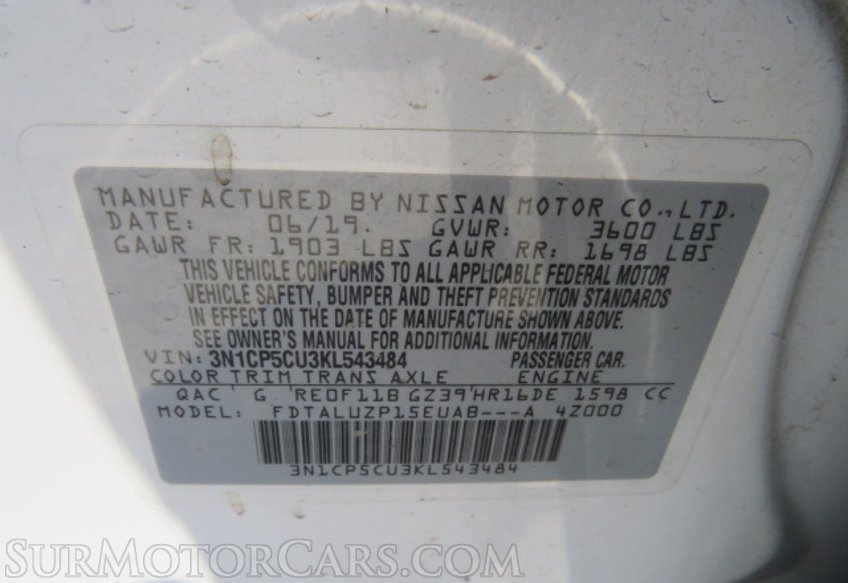 MANUFACTURED BY NISSAN MOTOR CO., LTD.
DATE: 06/19. GVWR: 3600 LBS
GAWR FR: 1903 LBS GAWR RR: 1698 LBS
THIS VEHICLE CONFORMS TO ALL APPLICABLE FEDERAL MOTOR
VEHICLE SAFETY, BUMPER AND THEFT PREVENTION STANDARDS
IN EFFECT ON THE DATE OF MANUFACTURE SHOWN ABOVE.
SEE OWNER'S MANUAL FOR ADDITIONAL INFORMATION.
VIN: 3N1CP5CU3KL543484 PASSENGER CAR.
COLOR TRIM TRANS AXLE ENGINE
QAC ' G 'RE0F11B GZ39'HR16DE 1598 CC
MODEL: FDTALUZP15EUAB---A 4Z000
3N1CP5CU3KL543484
SurMotorCars.com